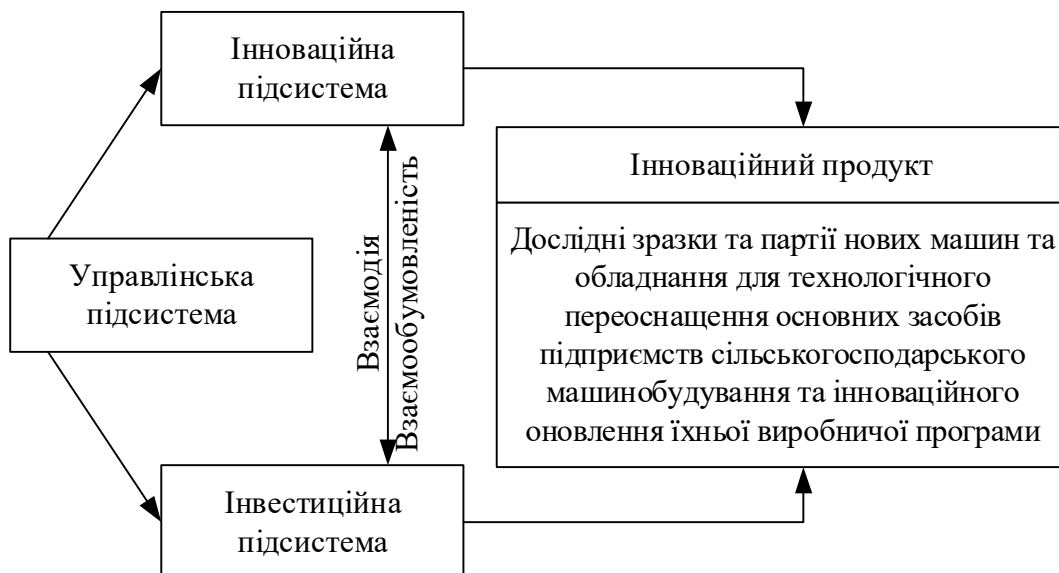 Інноваційна
підсистема
Управлінська
підсистема
Взаємодія
Взаємообумовленість
Інвестиційна
підсистема
Інноваційний продукт
Дослідні зразки та партії нових машин та
обладнання для технологічного
переоснащення основних засобів
підприємств сільськогосподарського
машинобудування та інноваційного
оновлення їхньої виробничої програми